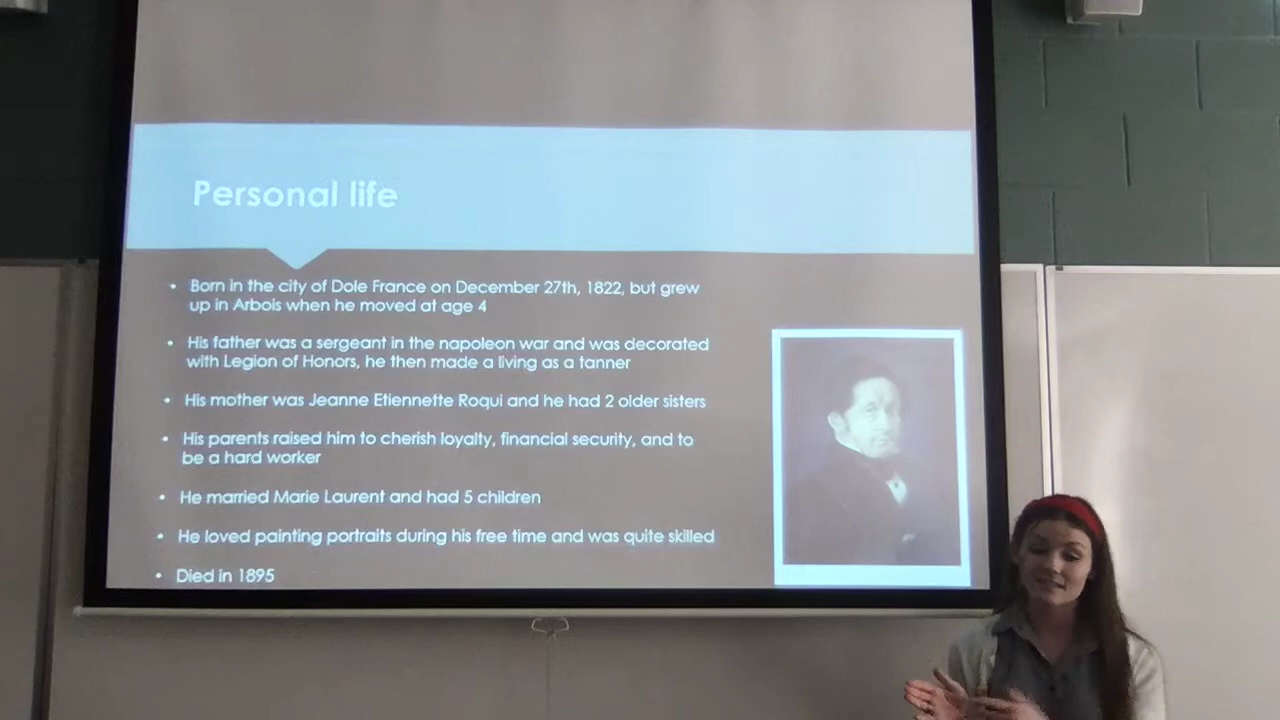 Personal life
• Born in the city of Dole France on December 27th, 1822, but grew
up in Arbois when he moved at age 4
• His father was a sergeant in the napoleon war and was decorated
with Legion of Honors, he then made a living as a tanner
• His mother was Jeanne Etiennette Roqui and he had 2 older sisters
• His parents raised him to cherish loyalty, financial security, and to
be a hard worker
• He married Marie Laurent and had 5 children
• He loved painting portraits during his free time and was quite skilled
• Died in 1895